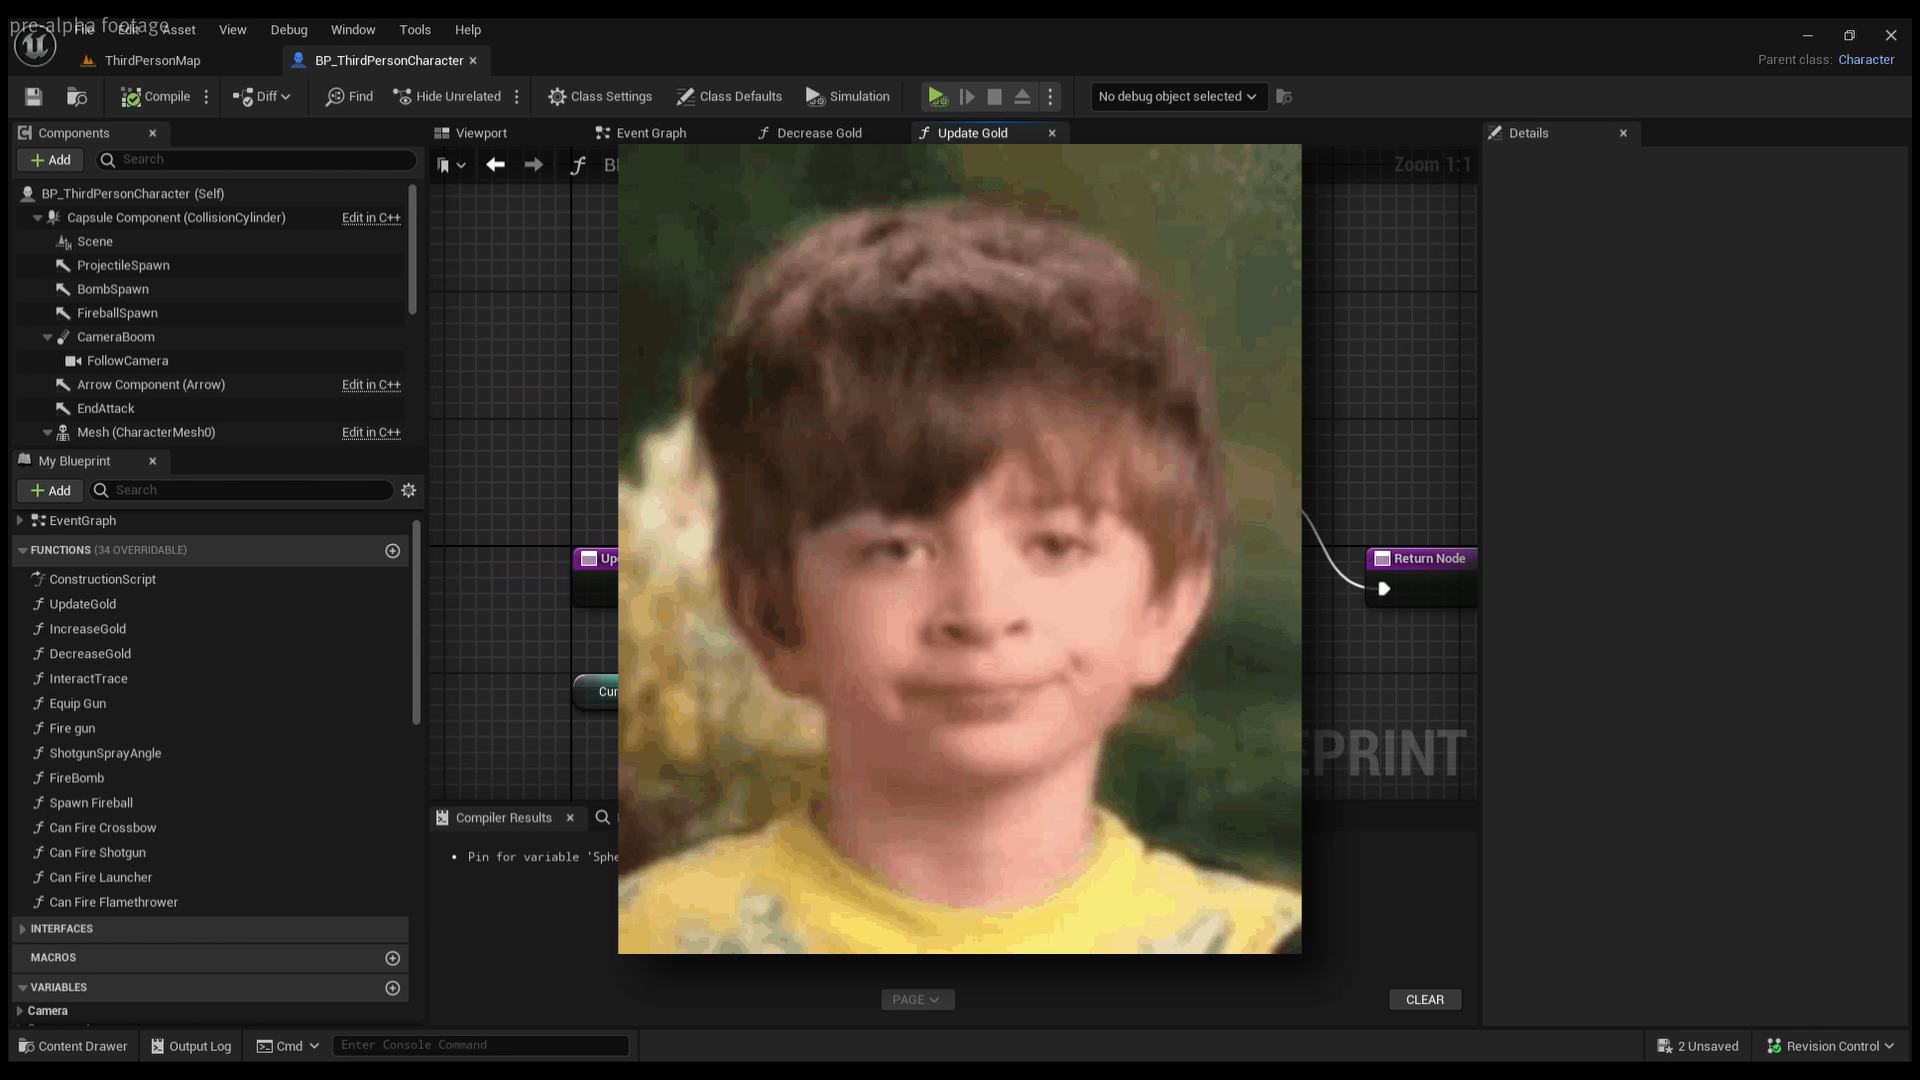 pre-alpha footage
File Edit Asset View Debug Window Tools Help
ThirdPersonMap
BP_ThirdPersonCharacter
Parent class: Character
Compile
Diff
Find
Hide Unrelated
Class Settings
Class Defaults
Simulation
No debug object selected
Components
Viewport
Event Graph
Decrease Gold
Update Gold
Details
Add
Search
Zoom 1:1
BP_ThirdPersonCharacter (Self)
Capsule Component (CollisionCylinder) Edit in C++
Scene
ProjectileSpawn
BombSpawn
FireballSpawn
CameraBoom
FollowCamera
Arrow Component (Arrow) Edit in C++
EndAttack
Mesh (CharacterMesh0) Edit in C++
My Blueprint
Add
Search
EventGraph
FUNCTIONS (34 OVERRIDABLE)
ConstructionScript
UpdateGold
IncreaseGold
DecreaseGold
InteractTrace
Equip Gun
Fire gun
ShotgunSprayAngle
FireBomb
Spawn Fireball
Can Fire Crossbow
Can Fire Shotgun
Can Fire Launcher
Can Fire Flamethrower
INTERFACES
MACROS
VARIABLES
Camera
Return Node
EPRINT
Compiler Results
Pin for variable 'Sphe
PAGE
CLEAR
Content Drawer
Output Log
Cmd
Enter Console Command
2 Unsaved
Revision Control